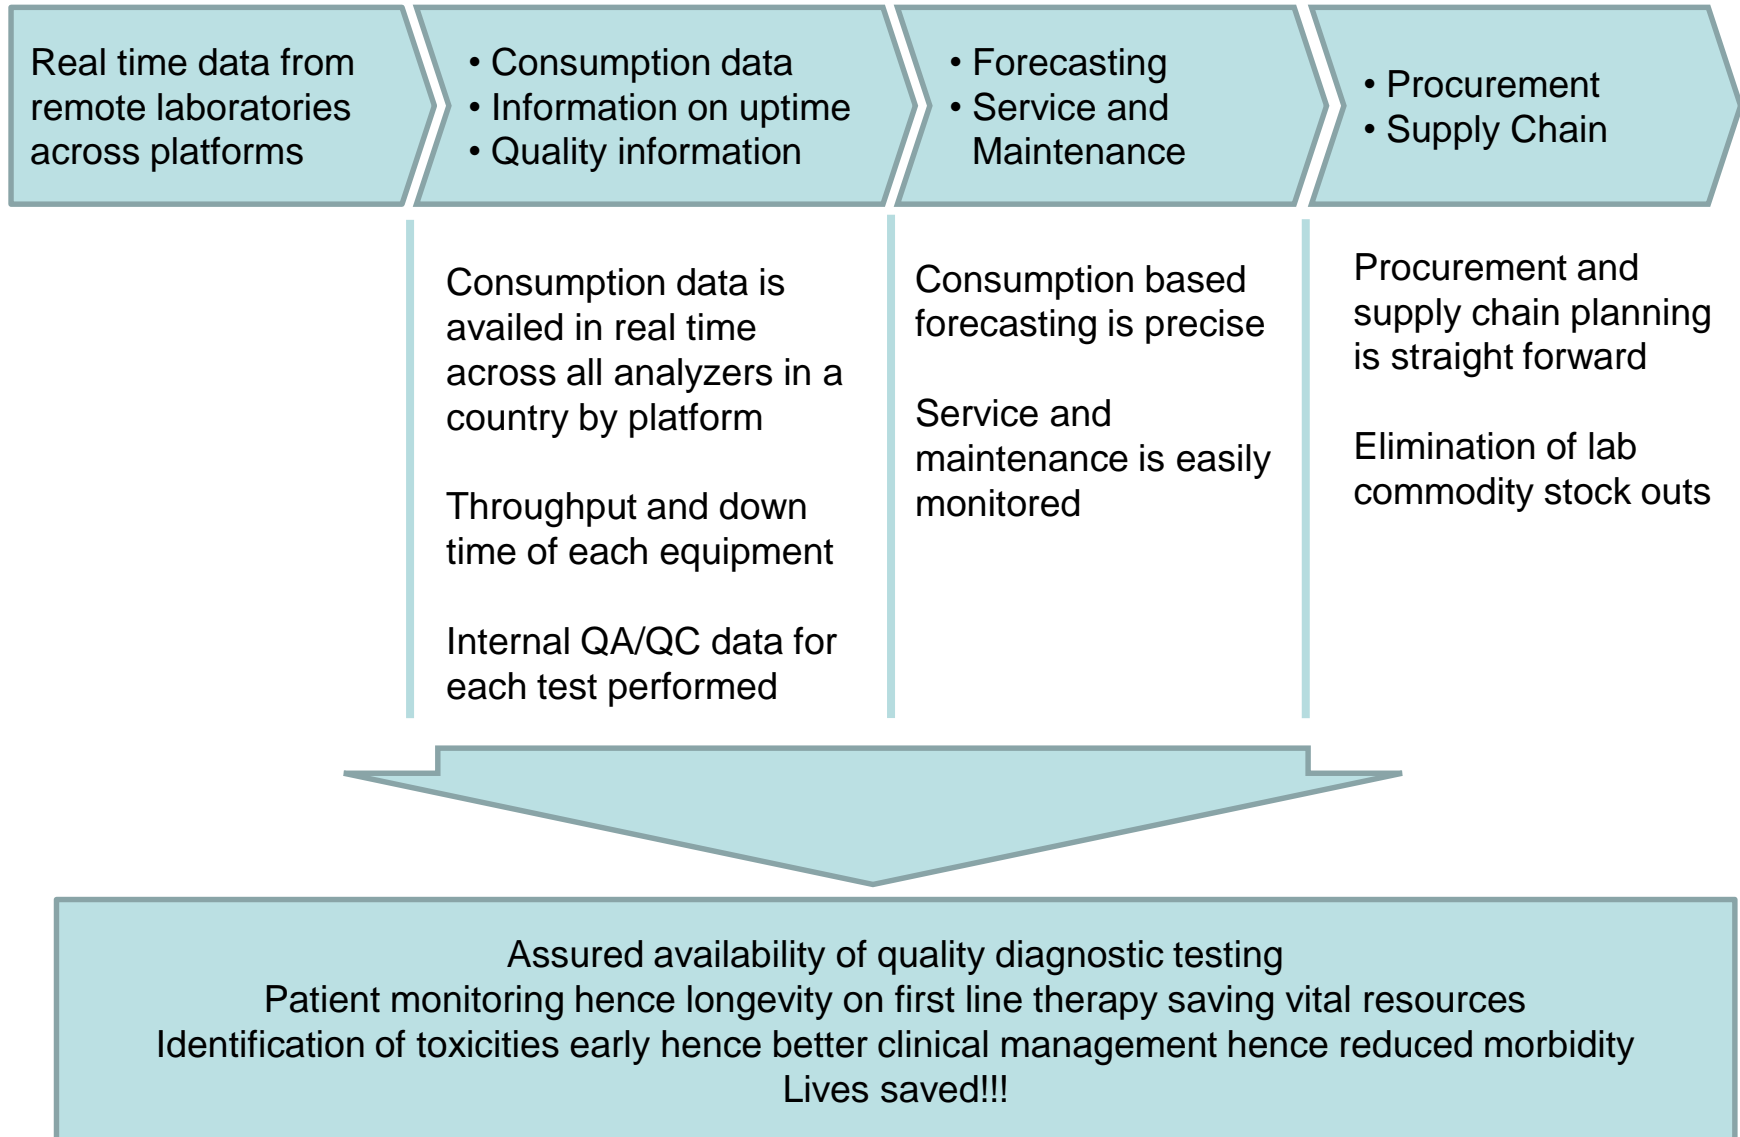 Real time data from
remote laboratories
across platforms
• Consumption data
• Information on uptime
• Quality information
• Forecasting
• Service and
Maintenance
• Procurement
• Supply Chain
Consumption data is
availed in real time
across all analyzers in a
country by platform
Throughput and down
time of each equipment
Internal QA/QC data for
each test performed
Consumption based
forecasting is precise
Service and
maintenance is easily
monitored
Procurement and
supply chain planning
is straight forward
Elimination of lab
commodity stock outs
Assured availability of quality diagnostic testing
Patient monitoring hence longevity on first line therapy saving vital resources
Identification of toxicities early hence better clinical management hence reduced morbidity
Lives saved!!!